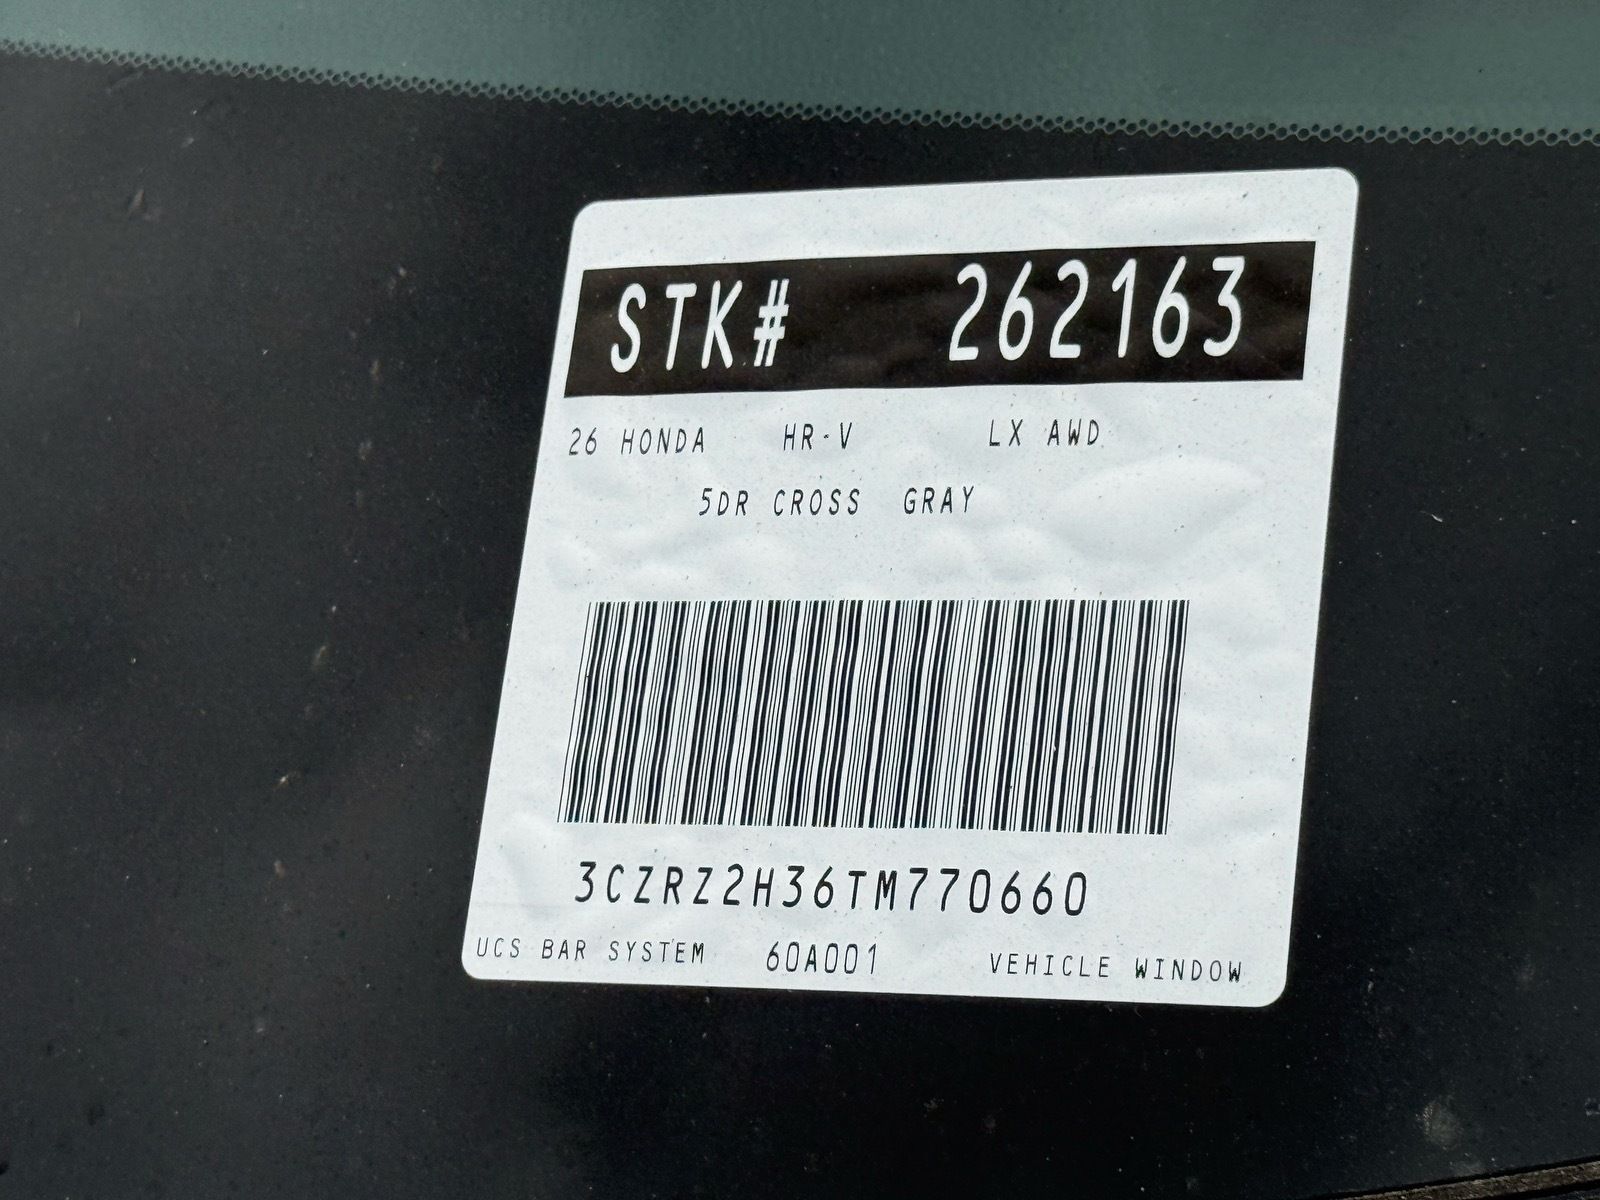 STK# 262163
26 HONDA HR-V LX AWD
5DR CROSS GRAY
3CZRZ2H36TM770660
UCS BAR SYSTEM 60A001 VEHICLE WINDOW